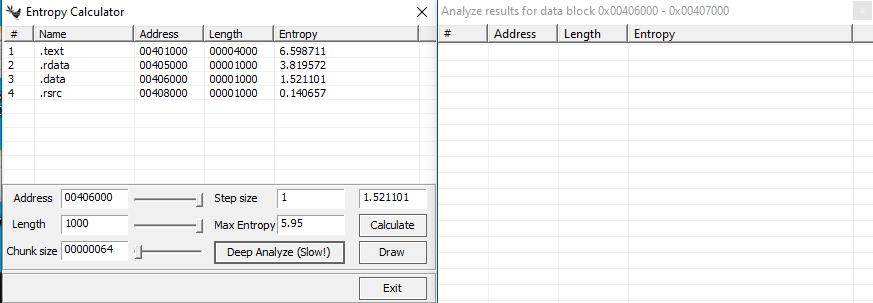 Entropy Calculator
# Name Address Length Entropy
1 .text 00401000 00004000 6.598711
2 .rdata 00405000 00001000 3.819572
3 .data 00406000 00001000 1.521101
4 .rsrc 00408000 00001000 0.140657
Address 00406000 Step size 1 1.521101
Length 1000 Max Entropy 5.95 Calculate
Chunk size 00000064 Deep Analyze (Slow!) Draw
Exit
Analyze results for data block 0x00406000 - 0x00407000
# Address Length Entropy